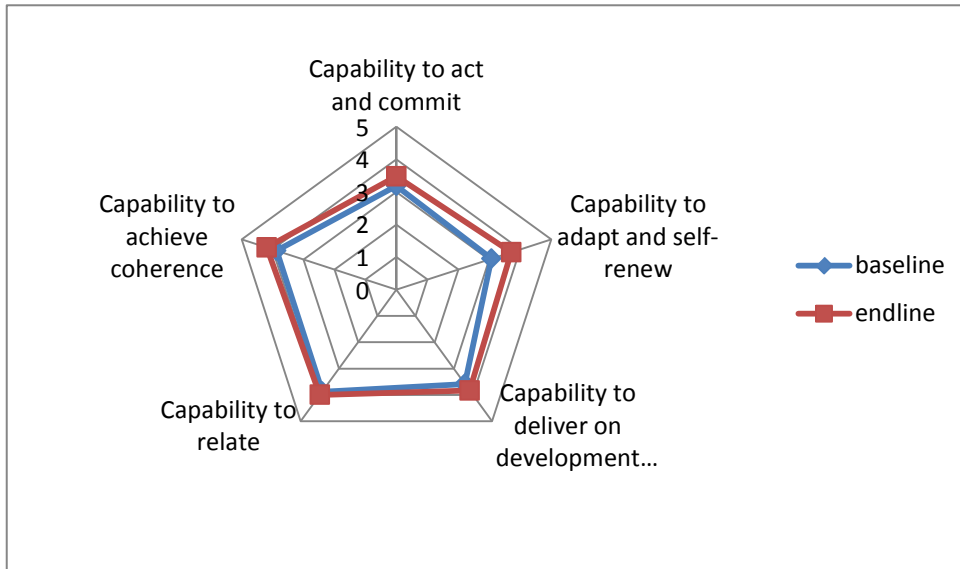 Capability to act
and commit
5
4
3
2
1
0
Capability to
adapt and self-
renew
Capability to
deliver on
development...
Capability to
relate
Capability to
achieve
coherence
baseline
endline